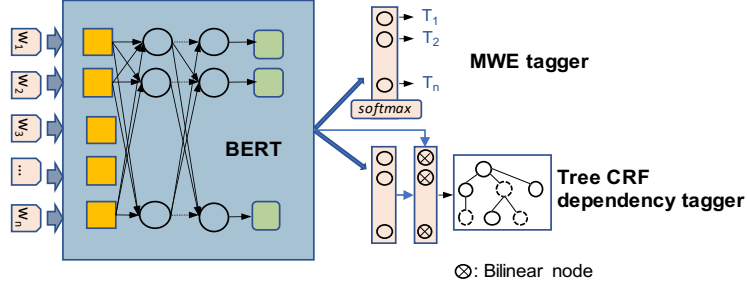 W1
W2
W3
...
Wn
BERT
T1
T2
Tn
softmax
MWE tagger
Tree CRF
dependency tagger
⊗: Bilinear node